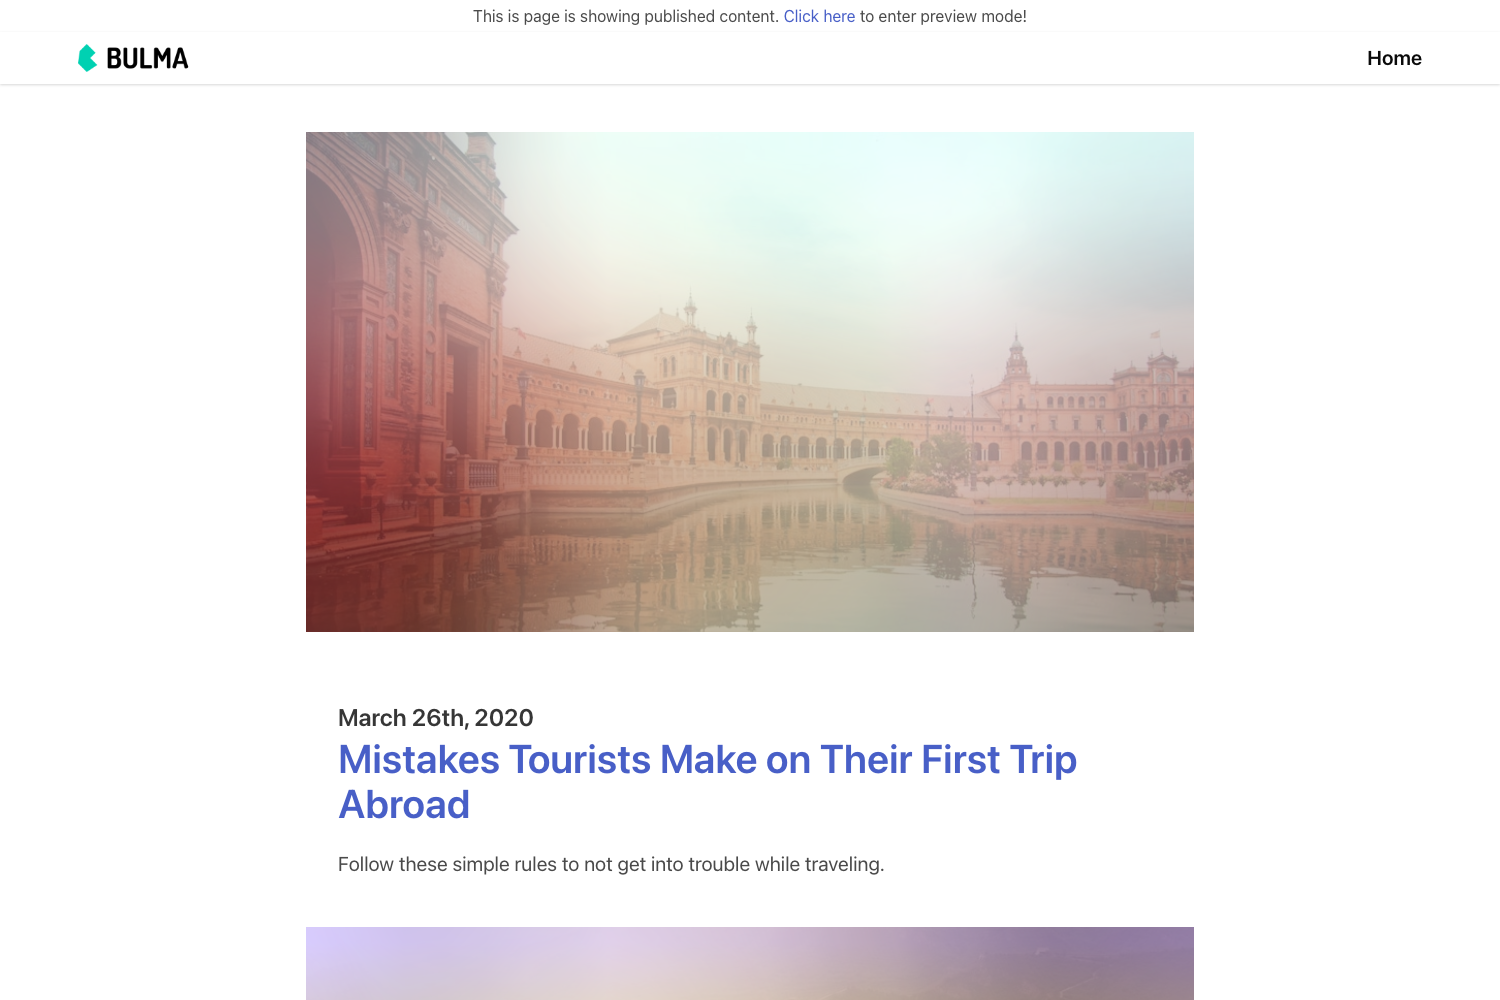 This is page is showing published content. Click here to enter preview mode!
BULMA
Home
March 26th, 2020
Mistakes Tourists Make on Their First Trip
Abroad
Follow these simple rules to not get into trouble while traveling.